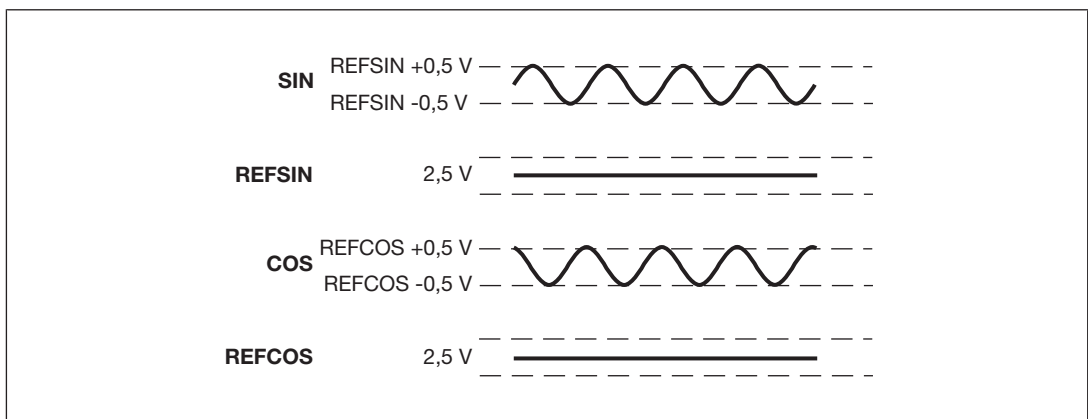 REFSIN +0,5 V
SIN
REFSIN -0,5 V
REFSIN 2,5 V
REFCOS +0,5 V
COS
REFCOS -0,5 V
REFCOS 2,5 V